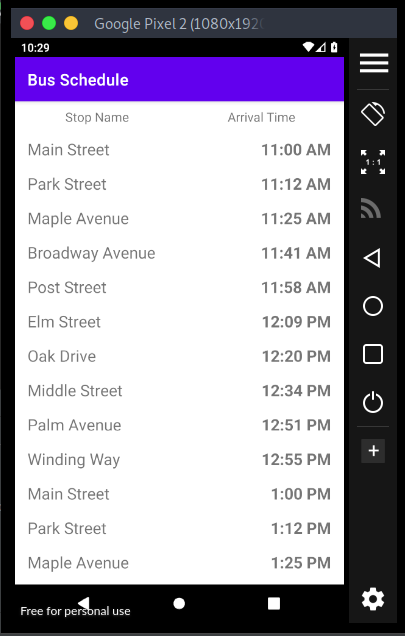 Google Pixel 2 (1080x192
10:29
Bus Schedule
Stop Name Arrival Time
Main Street 11:00 AM
Park Street 11:12 AM
Maple Avenue 11:25 AM
Broadway Avenue 11:41 AM
Post Street 11:58 AM
Elm Street 12:09 PM
Oak Drive 12:20 PM
Middle Street 12:34 PM
Palm Avenue 12:51 PM
Winding Way 12:55 PM
Main Street 1:00 PM
Park Street 1:12 PM
Maple Avenue 1:25 PM
Free for personal use
1:1